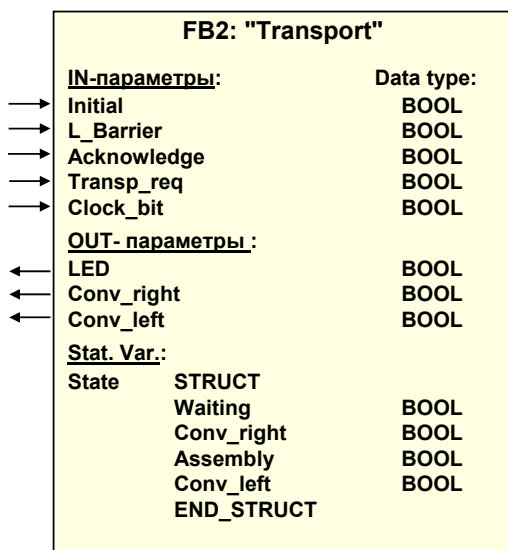 FB2: "Transport"
IN-параметры: Data type:
Initial BOOL
L_Barrier BOOL
Acknowledge BOOL
Transp_req BOOL
Clock_bit BOOL
OUT- параметры :
LED BOOL
Conv_right BOOL
Conv_left BOOL
Stat. Var.:
State STRUCT
Waiting BOOL
Conv_right BOOL
Assembly BOOL
Conv_left BOOL
END_STRUCT